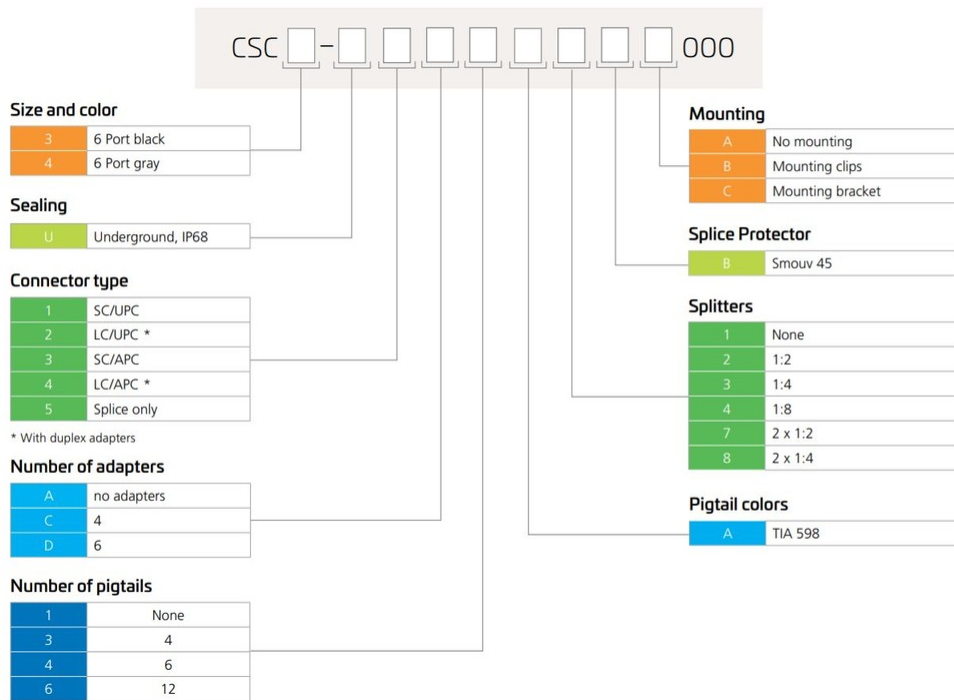 CSC - 000
Size and color
3 6 Port black
4 6 Port gray
Sealing
U Underground, IP68
Connector type
1 SC/UPC
2 LC/UPC *
3 SC/APC
4 LC/APC *
5 Splice only
* With duplex adapters
Number of adapters
A no adapters
C 4
D 6
Number of pigtails
1 None
3 4
4 6
6 12
Mounting
A No mounting
B Mounting clips
C Mounting bracket
Splice Protector
B Smouv 45
Splitters
1 None
2 1:2
3 1:4
4 1:8
7 2 x 1:2
8 2 x 1:4
Pigtail colors
A TIA 598